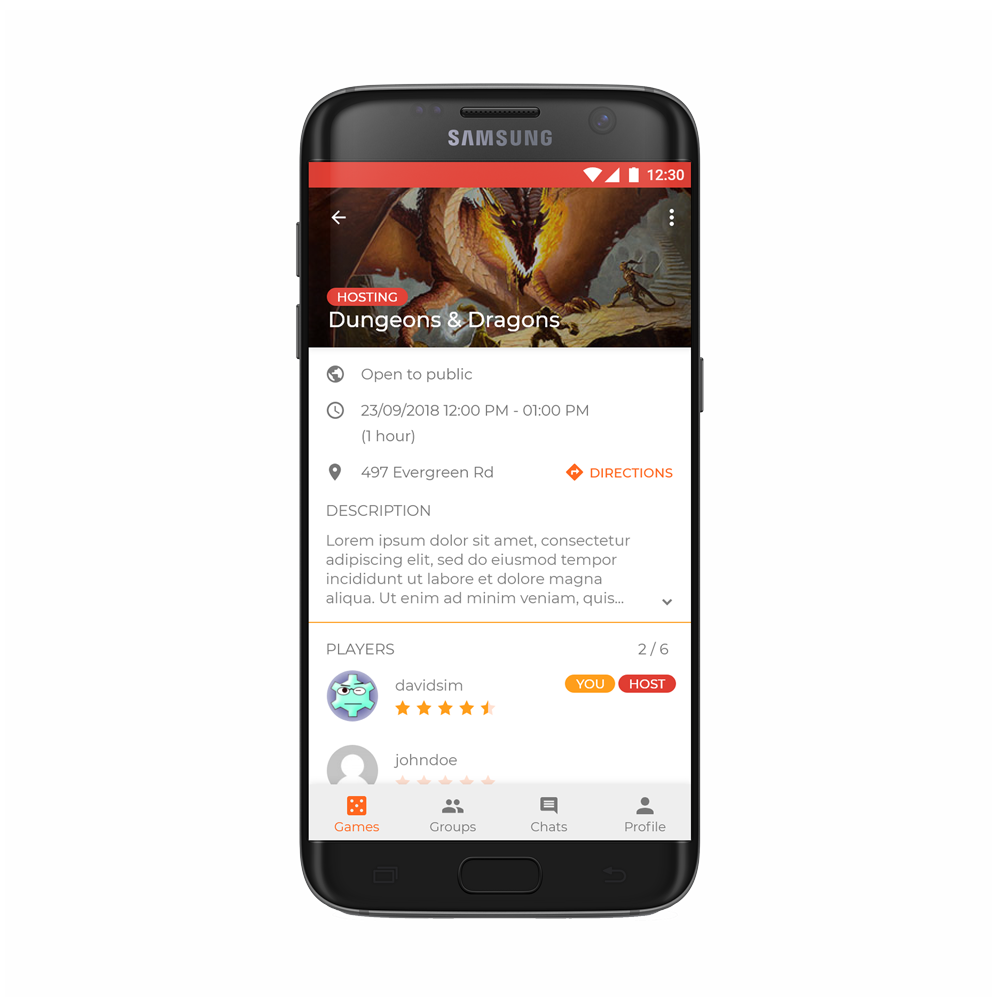 SAMSUNG
12:30
HOSTING
Dungeons & Dragons
Open to public
23/09/2018 12:00 PM - 01:00 PM
(1 hour)
497 Evergreen Rd
DIRECTIONS
DESCRIPTION
Lorem ipsum dolor sit amet, consectetur
adipiscing elit, sed do eiusmod tempor
incididunt ut labore et dolore magna
aliqua. Ut enim ad minim veniam, quis...
PLAYERS 2 / 6
davidsim YOU HOST
johndoe
Games Groups Chats Profile